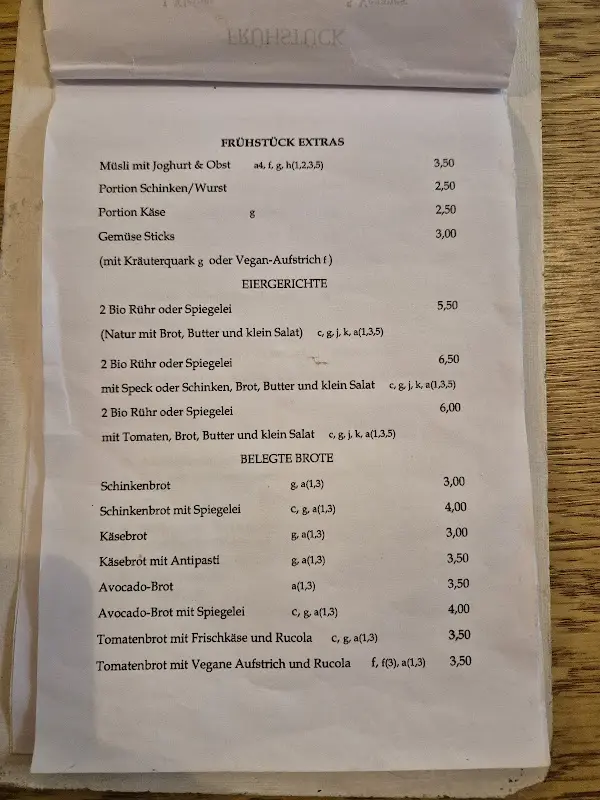 FRÜHSTÜCK
FRÜHSTÜCK EXTRAS
Müsli mit Joghurt & Obst a4, f, g, h(1,2,3,5) 3,50
Portion Schinken/Wurst 2,50
Portion Käse g 2,50
Gemüse Sticks 3,00
(mit Kräuterquark g oder Vegan-Aufstrich f)
EIERGERICHTE
2 Bio Rühr oder Spiegelei 5,50
(Natur mit Brot, Butter und klein Salat) c, g, j, k, a(1,3,5)
2 Bio Rühr oder Spiegelei 6,50
mit Speck oder Schinken, Brot, Butter und klein Salat c, g, j, k, a(1,3,5)
2 Bio Rühr oder Spiegelei 6,00
mit Tomaten, Brot, Butter und klein Salat c, g, j, k, a(1,3,5)
BELEGTE BROTE
Schinkenbrot g, a(1,3) 3,00
Schinkenbrot mit Spiegelei c, g, a(1,3) 4,00
Käsebrot g, a(1,3) 3,00
Käsebrot mit Antipasti g, a(1,3) 3,50
Avocado-Brot a(1,3) 3,50
Avocado-Brot mit Spiegelei c, g, a(1,3) 4,00
Tomatenbrot mit Frischkäse und Rucola c, g, a(1,3) 3,50
Tomatenbrot mit Vegane Aufstrich und Rucola f, f(3), a(1,3) 3,50